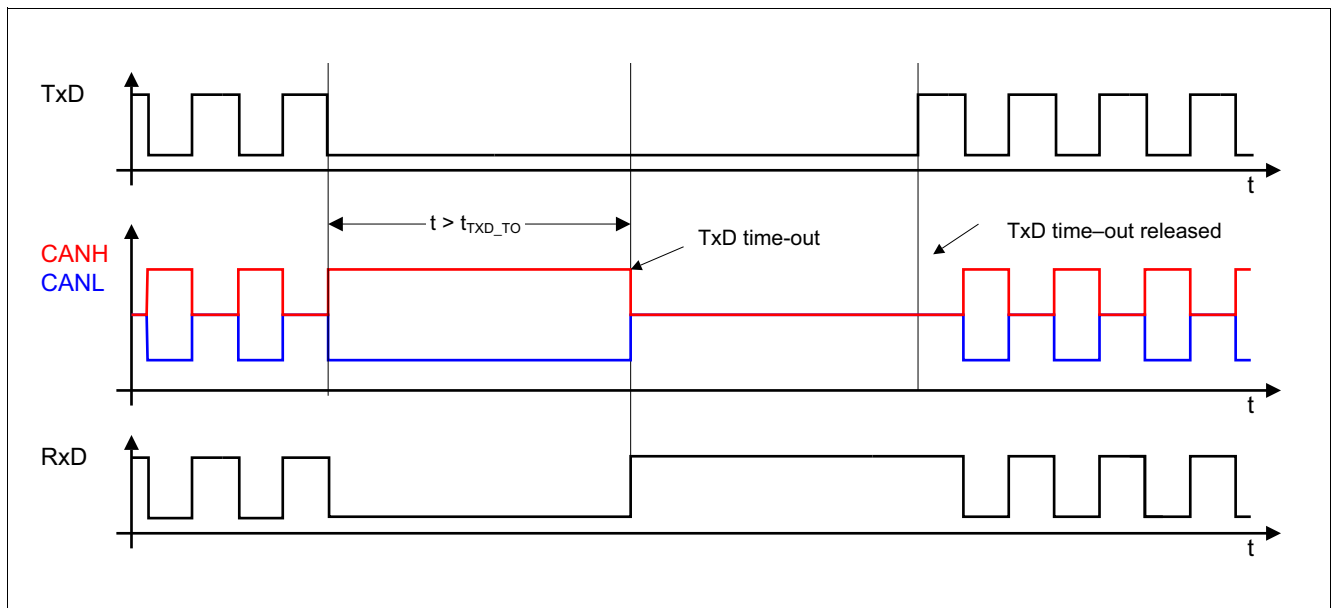 TxD
t
t > tTXD_TO
TxD time-out
TxD time–out released
CANH
CANL
t
RxD
t